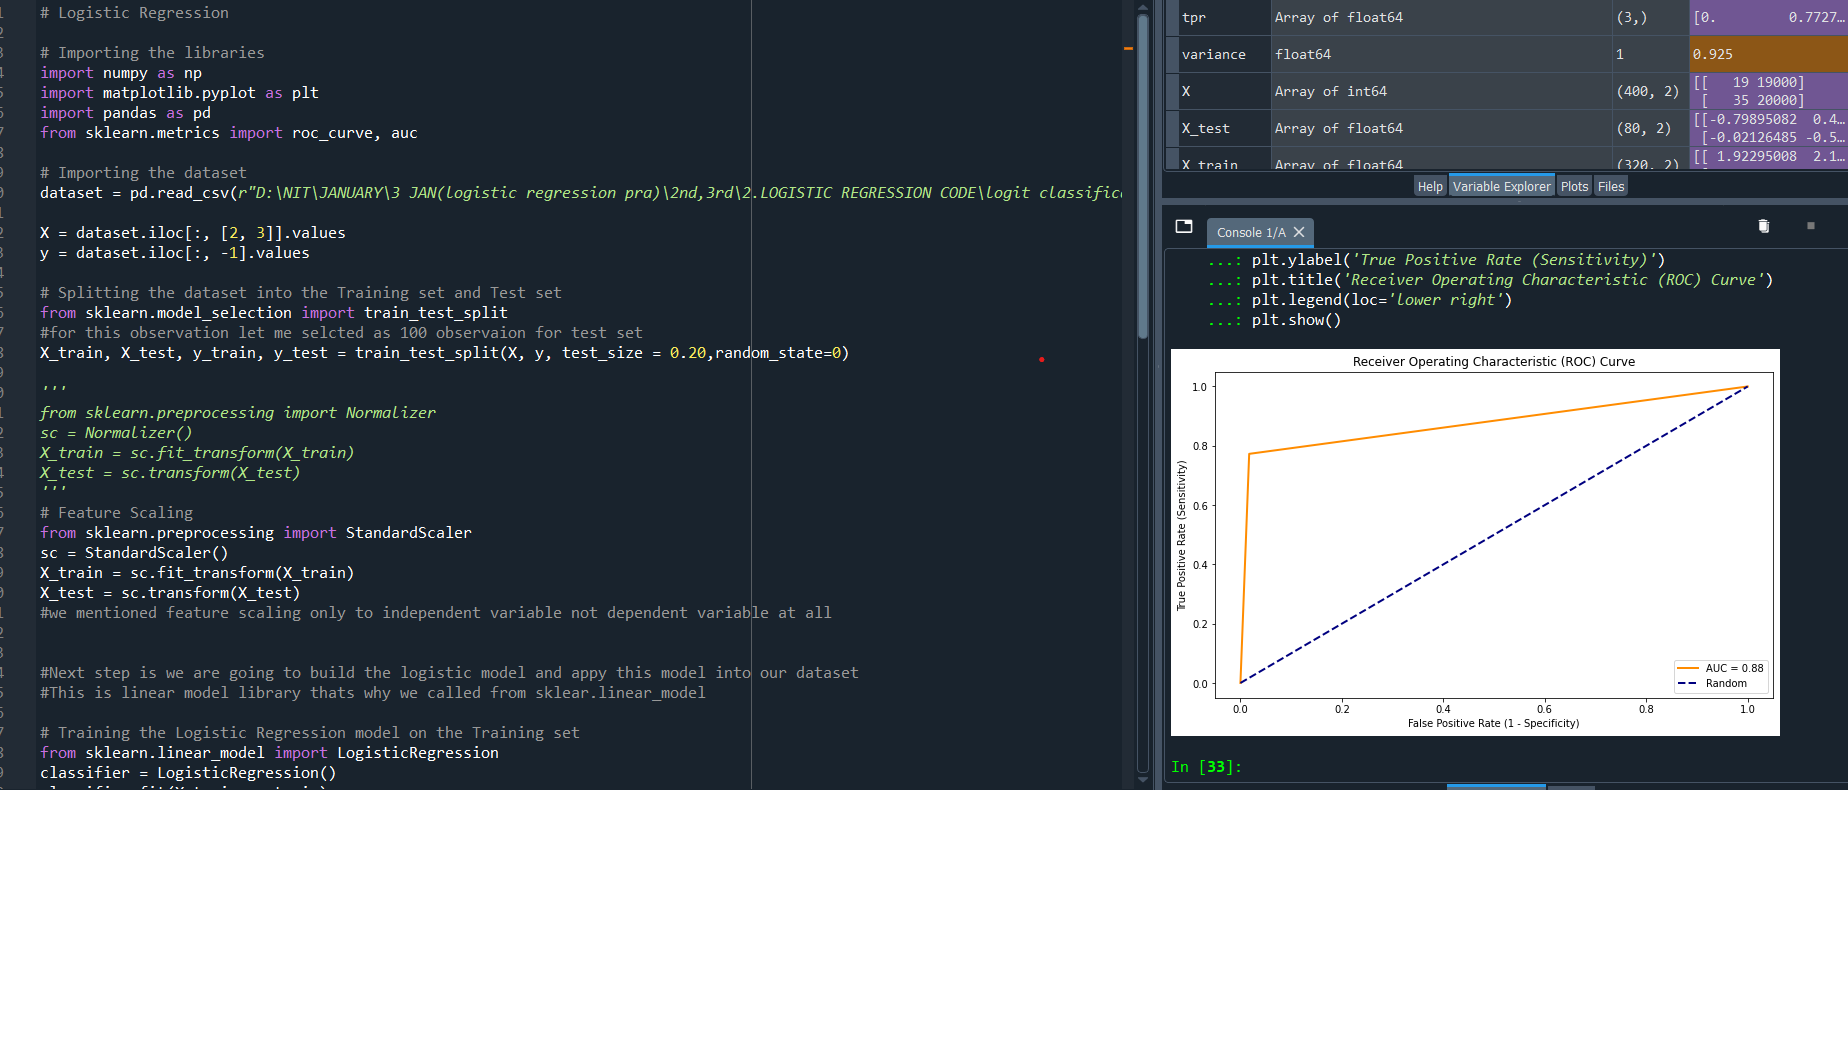 # Logistic Regression
# Importing the libraries
import numpy as np
import matplotlib.pyplot as plt
import pandas as pd
from sklearn.metrics import roc_curve, auc
# Importing the dataset
dataset = pd.read_csv(r"D:\NIT\JANUARY\3 JAN(logistic regression pra)\2nd,3rd\2.LOGISTIC REGRESSION CODE\logit classific
X = dataset.iloc[:, [2, 3]].values
y = dataset.iloc[:, -1].values
# Splitting the dataset into the Training set and Test set
from sklearn.model_selection import train_test_split
#for this observation let me selcted as 100 observaion for test set
X_train, X_test, y_train, y_test = train_test_split(X, y, test_size = 0.20,random_state=0)
'''
from sklearn.preprocessing import Normalizer
sc = Normalizer()
X_train = sc.fit_transform(X_train)
X_test = sc.transform(X_test)
'''
# Feature Scaling
from sklearn.preprocessing import StandardScaler
sc = StandardScaler()
X_train = sc.fit_transform(X_train)
X_test = sc.transform(X_test)
#we mentioned feature scaling only to independent variable not dependent variable at all
#Next step is we are going to build the logistic model and appy this model into our dataset
#This is linear model library thats why we called from sklear.linear_model
# Training the Logistic Regression model on the Training set
from sklearn.linear_model import LogisticRegression
classifier = LogisticRegression()
tpr Array of float64 (3,) [0. 0.7727...
variance float64 1 0.925
X Array of int64 (400, 2) [[ 19 19000]
[ 35 20000]
X_test Array of float64 (80, 2) [[-0.79895082 0.4...
[-0.02126485 -0.5...
X_train Array of float64 (320, 2) [[ 1.92295008 2.1...
Help Variable Explorer Plots Files
Console 1/A
...: plt.ylabel('True Positive Rate (Sensitivity)')
...: plt.title('Receiver Operating Characteristic (ROC) Curve')
...: plt.legend(loc='lower right')
...: plt.show()
Receiver Operating Characteristic (ROC) Curve
True Positive Rate (Sensitivity)
1.0
0.8
0.6
0.4
0.2
0.0
AUC = 0.88
Random
0.0 0.2 0.4 0.6 0.8 1.0
False Positive Rate (1 - Specificity)
In [33]: